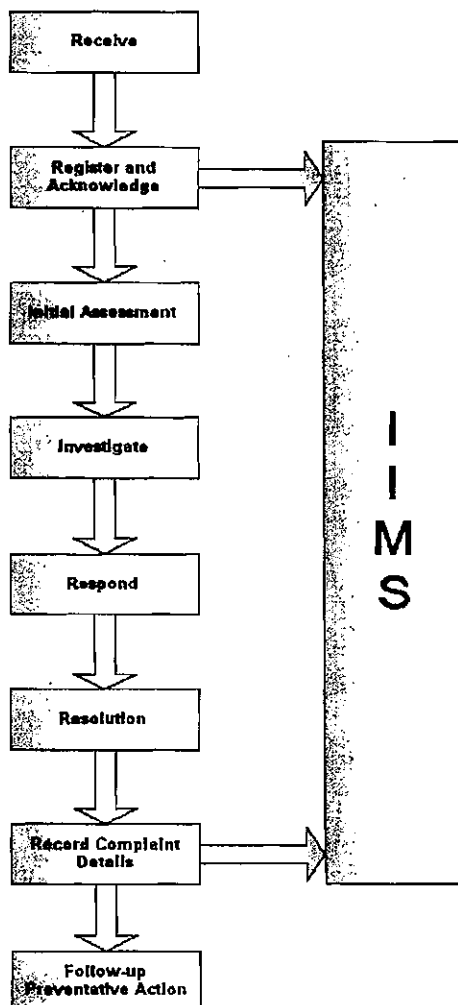 Receive
Register and
Acknowledge
Initial Assessment
Investigate
Respond
Resolution
Record Complaint
Details
Follow-up
Preventative Action
I
I
M
S